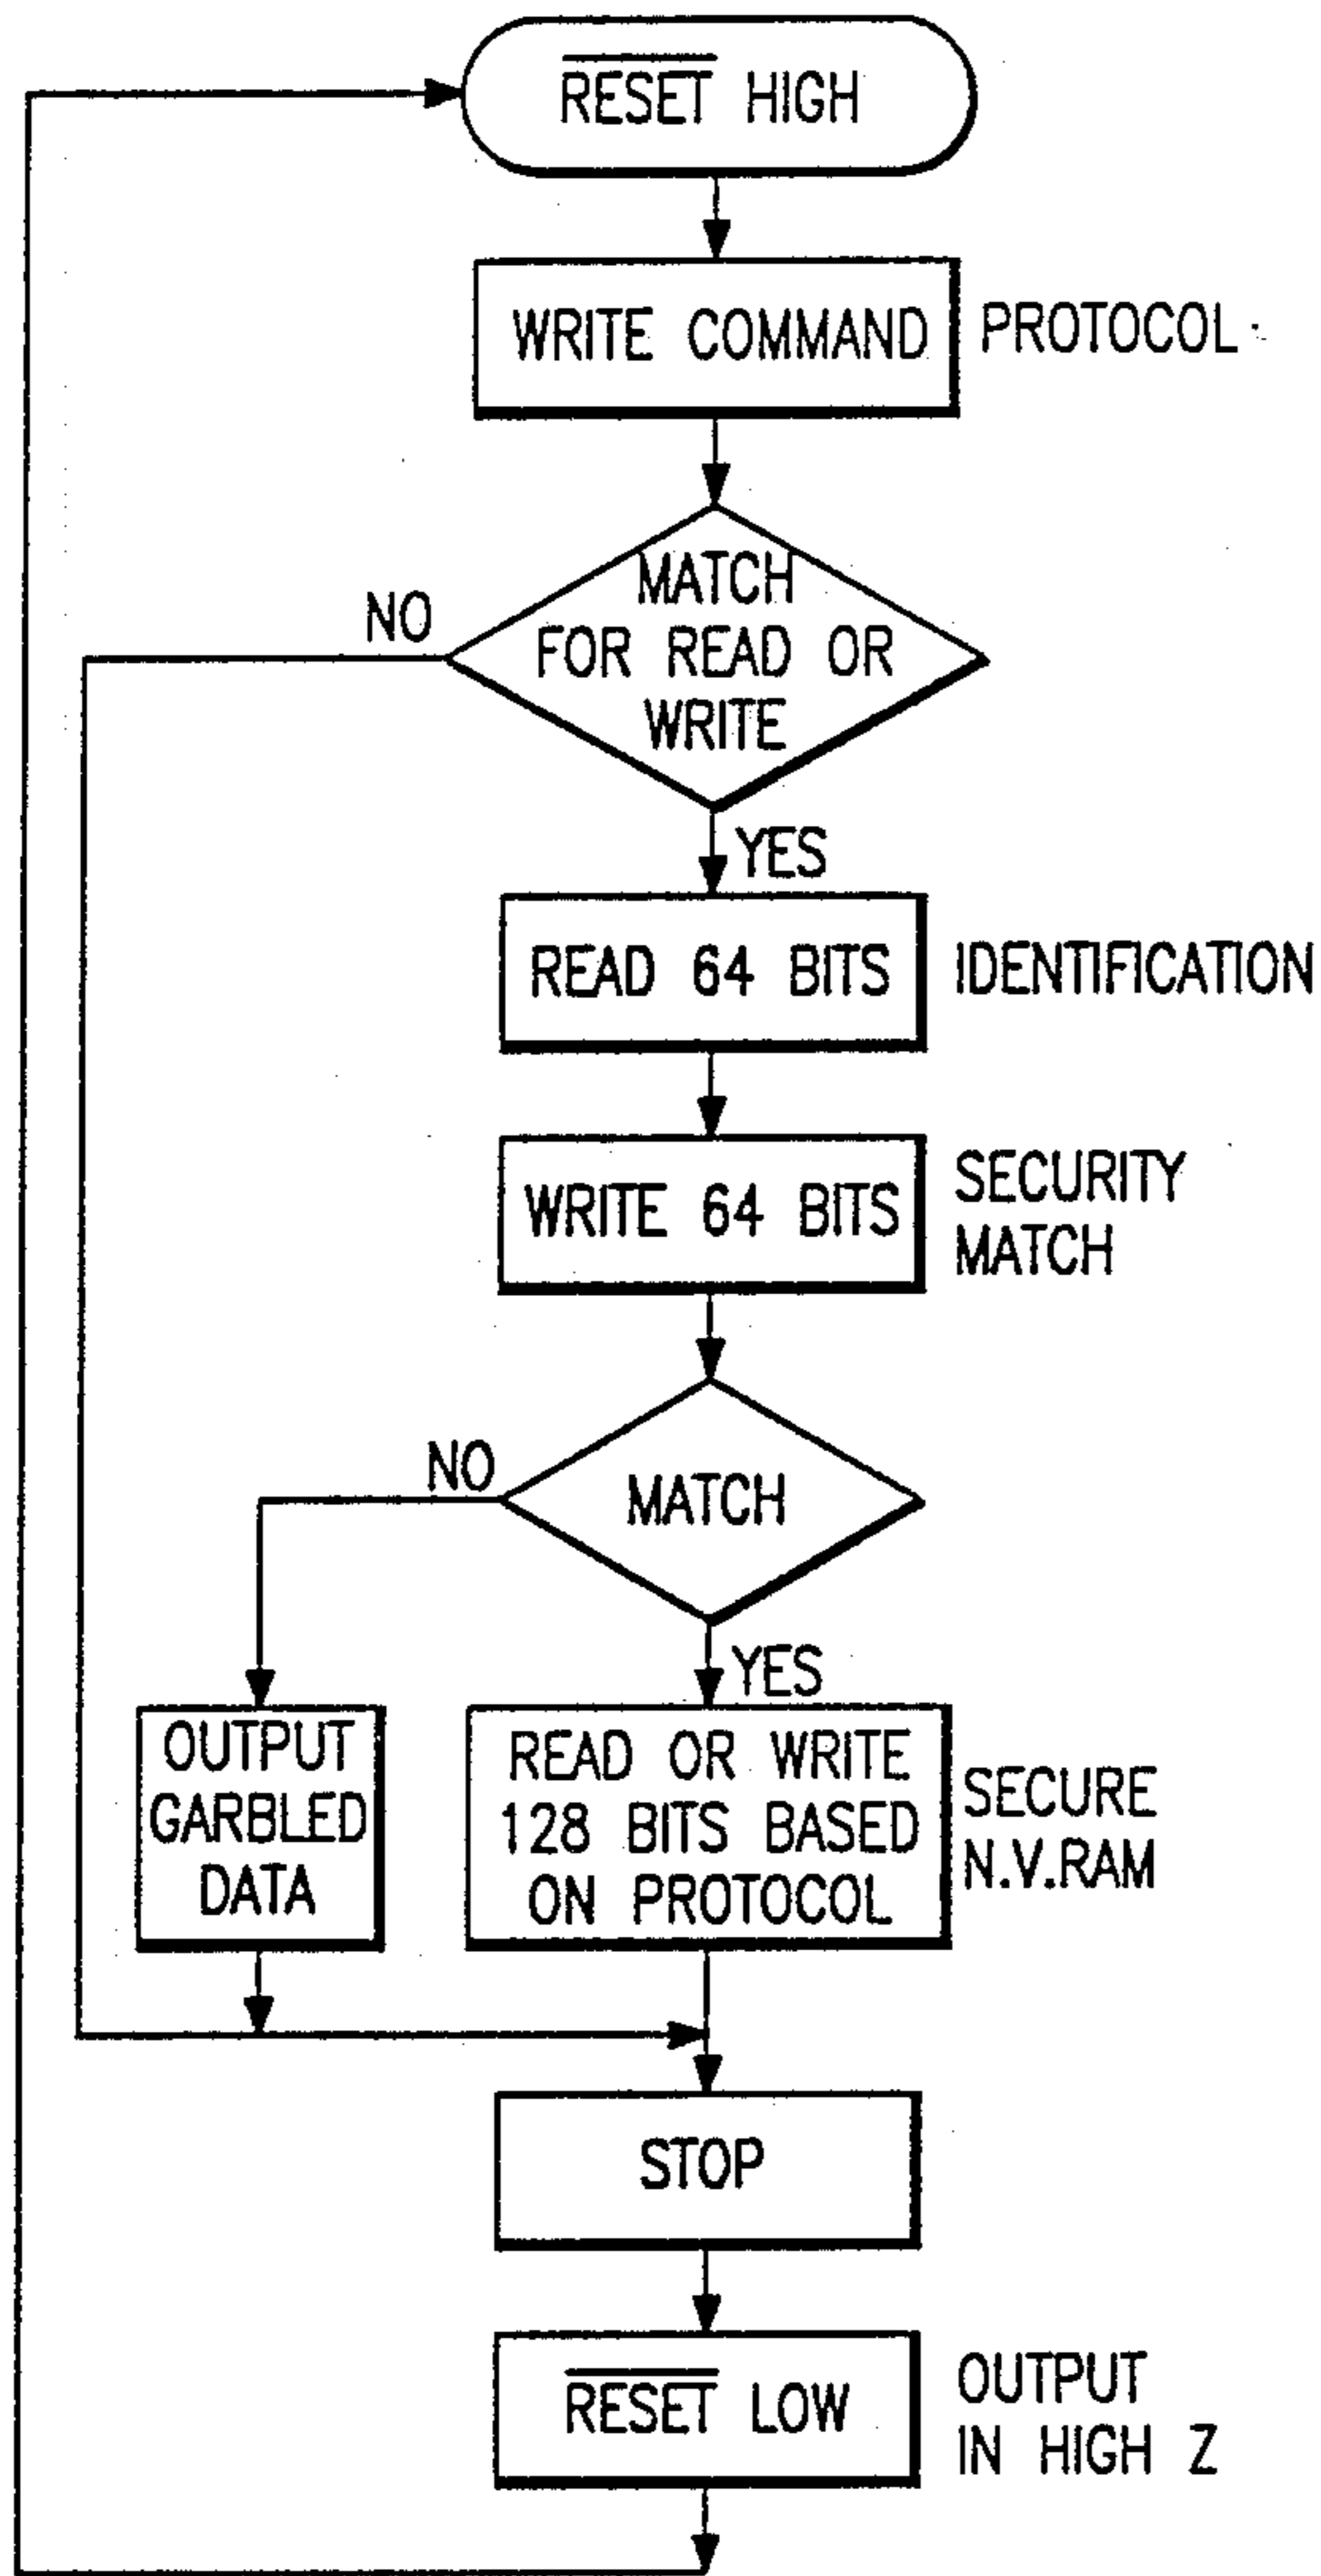 RESET HIGH
WRITE COMMAND
PROTOCOL
MATCH
FOR READ OR
WRITE
NO
YES
READ 64 BITS
IDENTIFICATION
WRITE 64 BITS
SECURITY
MATCH
MATCH
NO
YES
OUTPUT
GARBLED
DATA
READ OR WRITE
128 BITS BASED
ON PROTOCOL
SECURE
N.V.RAM
STOP
RESET LOW
OUTPUT
IN HIGH Z